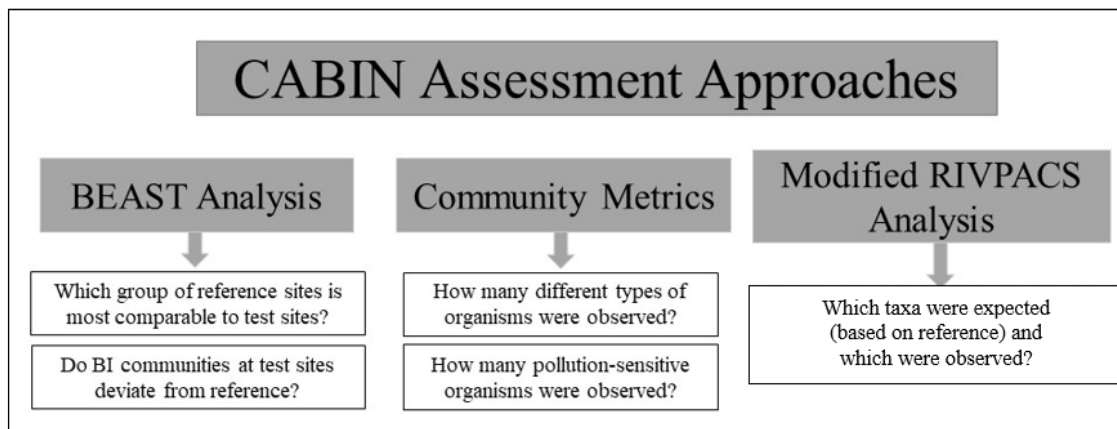 CABIN Assessment Approaches
BEAST Analysis
Which group of reference sites is
most comparable to test sites?
Do BI communities at test sites
deviate from reference?
Community Metrics
How many different types of
organisms were observed?
How many pollution-sensitive
organisms were observed?
Modified RIVPACS
Analysis
Which taxa were expected
(based on reference) and
which were observed?